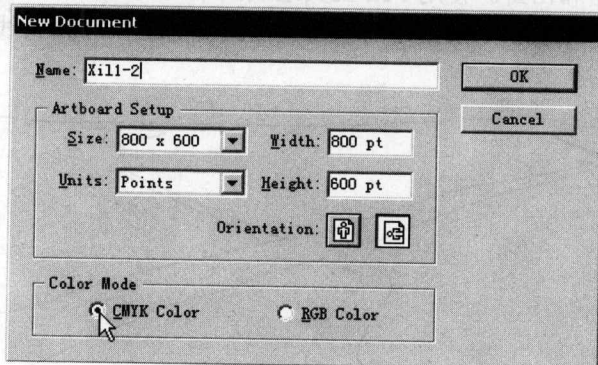 New Document
Name: Xil1-2
OK
Artboard Setup
Cancel
Size: 800 x 600 Width: 800 pt
Units: Points Height: 600 pt
Orientation:
Color Mode
CMYK Color RGB Color